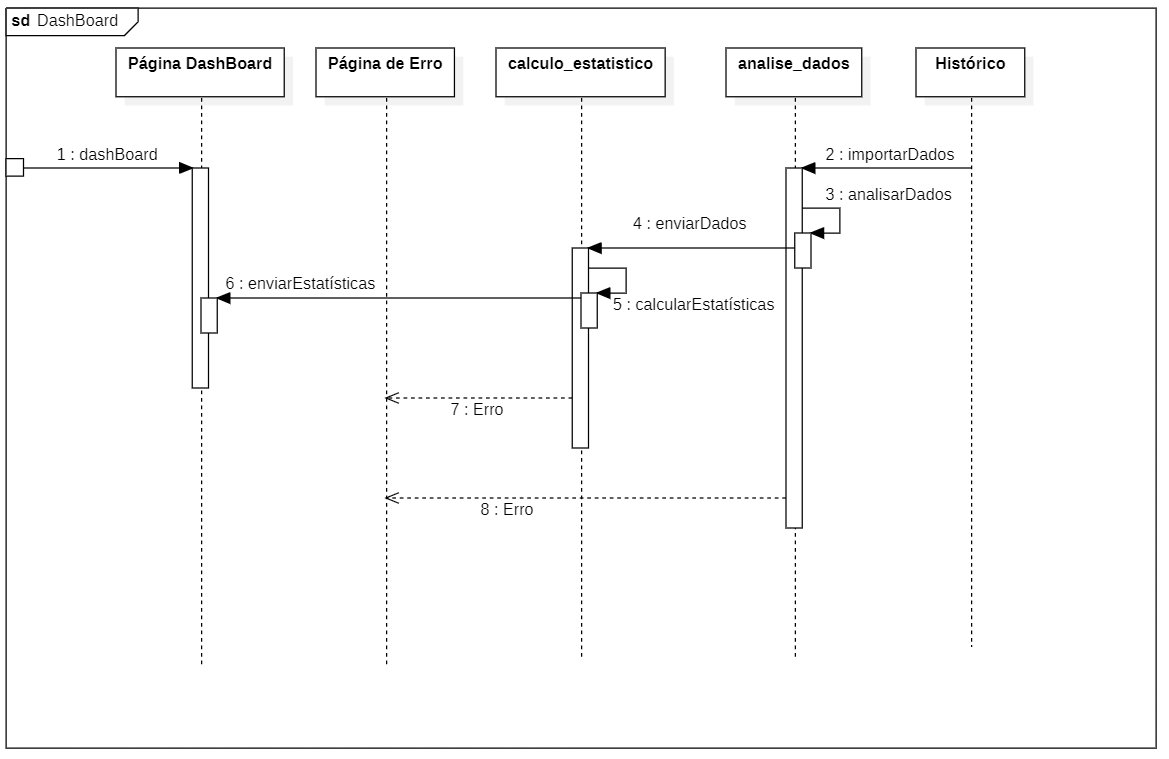 sd DashBoard
Página DashBoard
Página de Erro
calculo_estatistico
analise_dados
Histórico
1 : dashBoard
2 : importarDados
3 : analisarDados
4 : enviarDados
6 : enviarEstatísticas
5 : calcularEstatísticas
7 : Erro
8 : Erro